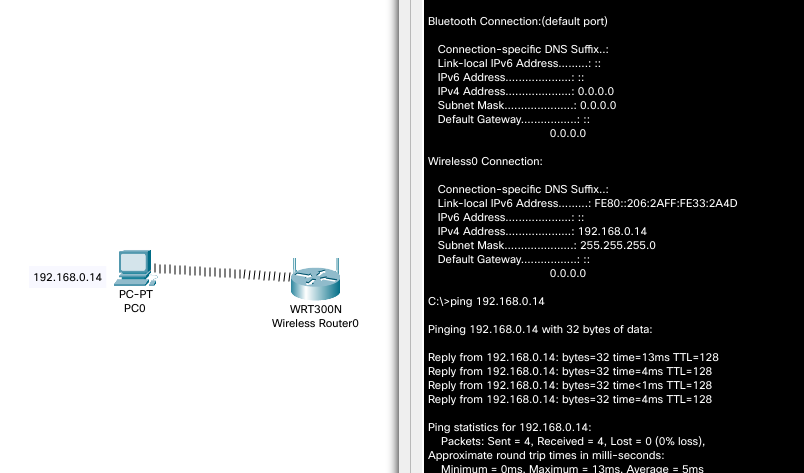 192.168.0.14
PC-PT
PC0
WRT300N
Wireless Router0
Bluetooth Connection:(default port)
Connection-specific DNS Suffix..:
Link-local IPv6 Address.........: ::
IPv6 Address....................: ::
IPv4 Address....................: 0.0.0.0
Subnet Mask.....................: 0.0.0.0
Default Gateway.................: ::
0.0.0.0
Wireless0 Connection:
Connection-specific DNS Suffix..:
Link-local IPv6 Address.........: FE80::206:2AFF:FE33:2A4D
IPv6 Address....................: ::
IPv4 Address....................: 192.168.0.14
Subnet Mask.....................: 255.255.255.0
Default Gateway.................: ::
0.0.0.0
C:\>ping 192.168.0.14
Pinging 192.168.0.14 with 32 bytes of data:
Reply from 192.168.0.14: bytes=32 time=13ms TTL=128
Reply from 192.168.0.14: bytes=32 time=4ms TTL=128
Reply from 192.168.0.14: bytes=32 time<1ms TTL=128
Reply from 192.168.0.14: bytes=32 time=4ms TTL=128
Ping statistics for 192.168.0.14:
Packets: Sent = 4, Received = 4, Lost = 0 (0% loss),
Approximate round trip times in milli-seconds:
Minimum = 0ms, Maximum = 13ms, Average = 5ms